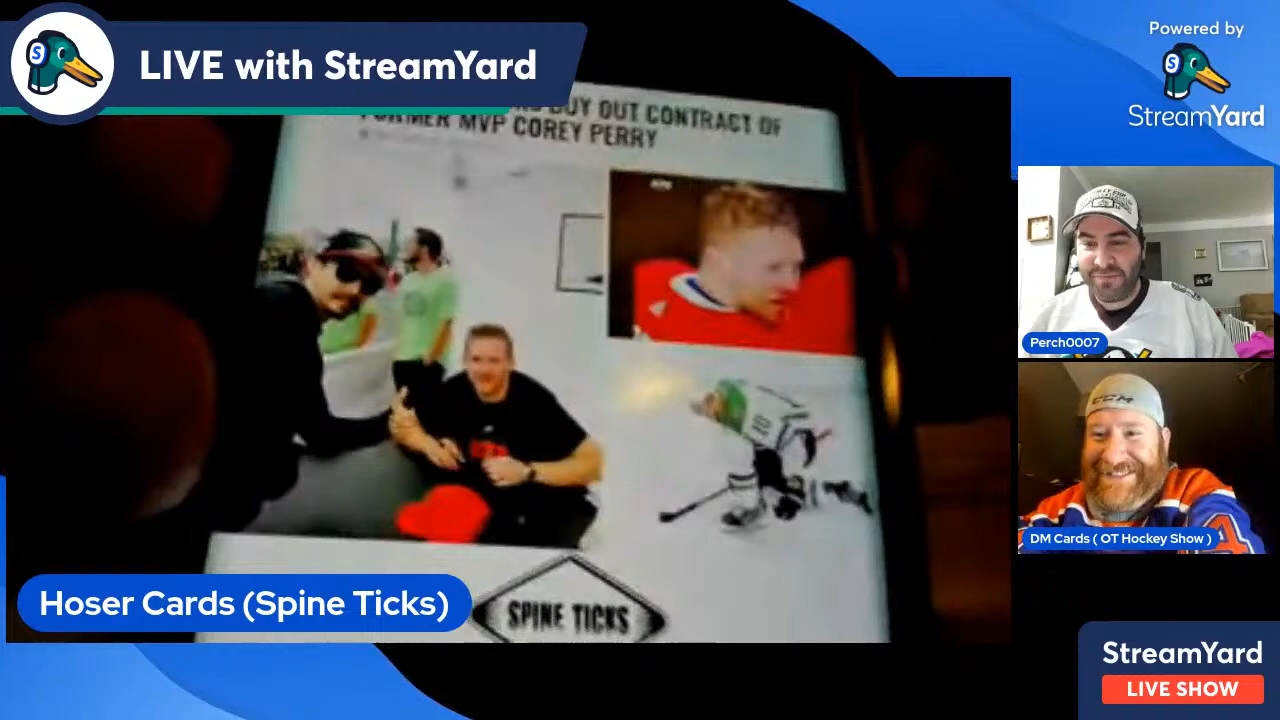 LIVE with StreamYard
Powered by
StreamYard
BUY OUT CONTRACT OF
FORMER MVP COREY PERRY
Perch0007
CCM
DM Cards ( OT Hockey Show )
Hoser Cards (Spine Ticks)
SPINE TICKS
StreamYard
LIVE SHOW